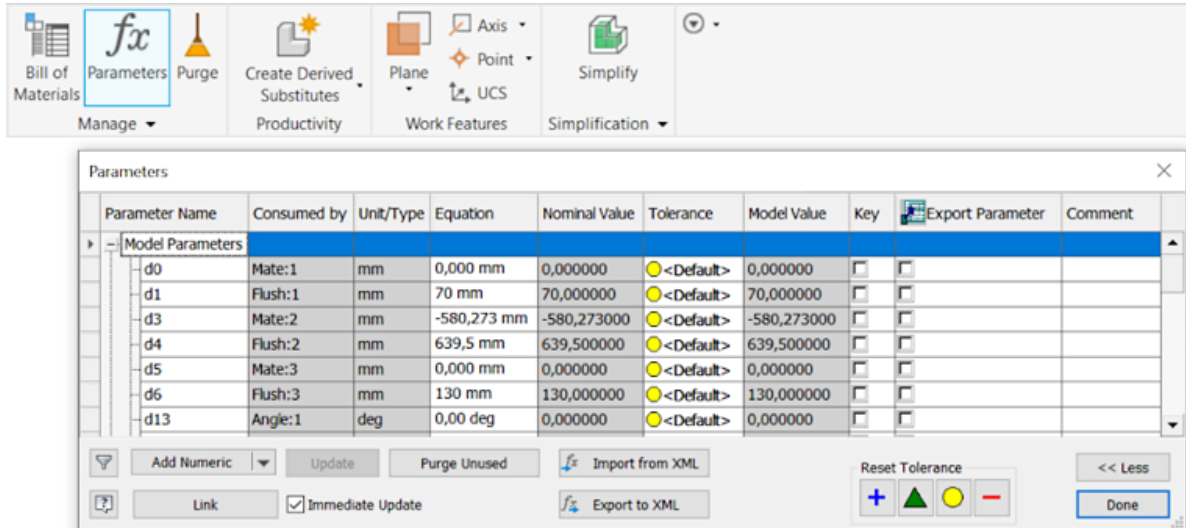 Bill of Materials
Parameters
Purge
Create Derived Substitutes
Plane
Axis
Point
UCS
Simplify
Manage
Productivity
Work Features
Simplification
Parameters
Parameter Name Consumed by Unit/Type Equation Nominal Value Tolerance Model Value Key Export Parameter Comment
Model Parameters
d0 Mate:1 mm 0,000 mm 0,000000 <Default> 0,000000
d1 Flush:1 mm 70 mm 70,000000 <Default> 70,000000
d3 Mate:2 mm -580,273 mm -580,273000 <Default> -580,273000
d4 Flush:2 mm 639,5 mm 639,500000 <Default> 639,500000
d5 Mate:3 mm 0,000 mm 0,000000 <Default> 0,000000
d6 Flush:3 mm 130 mm 130,000000 <Default> 130,000000
d13 Angle:1 deg 0,00 deg 0,000000 <Default> 0,000000
Add Numeric Update Purge Unused Import from XML Reset Tolerance << Less
Link Immediate Update Export to XML Done